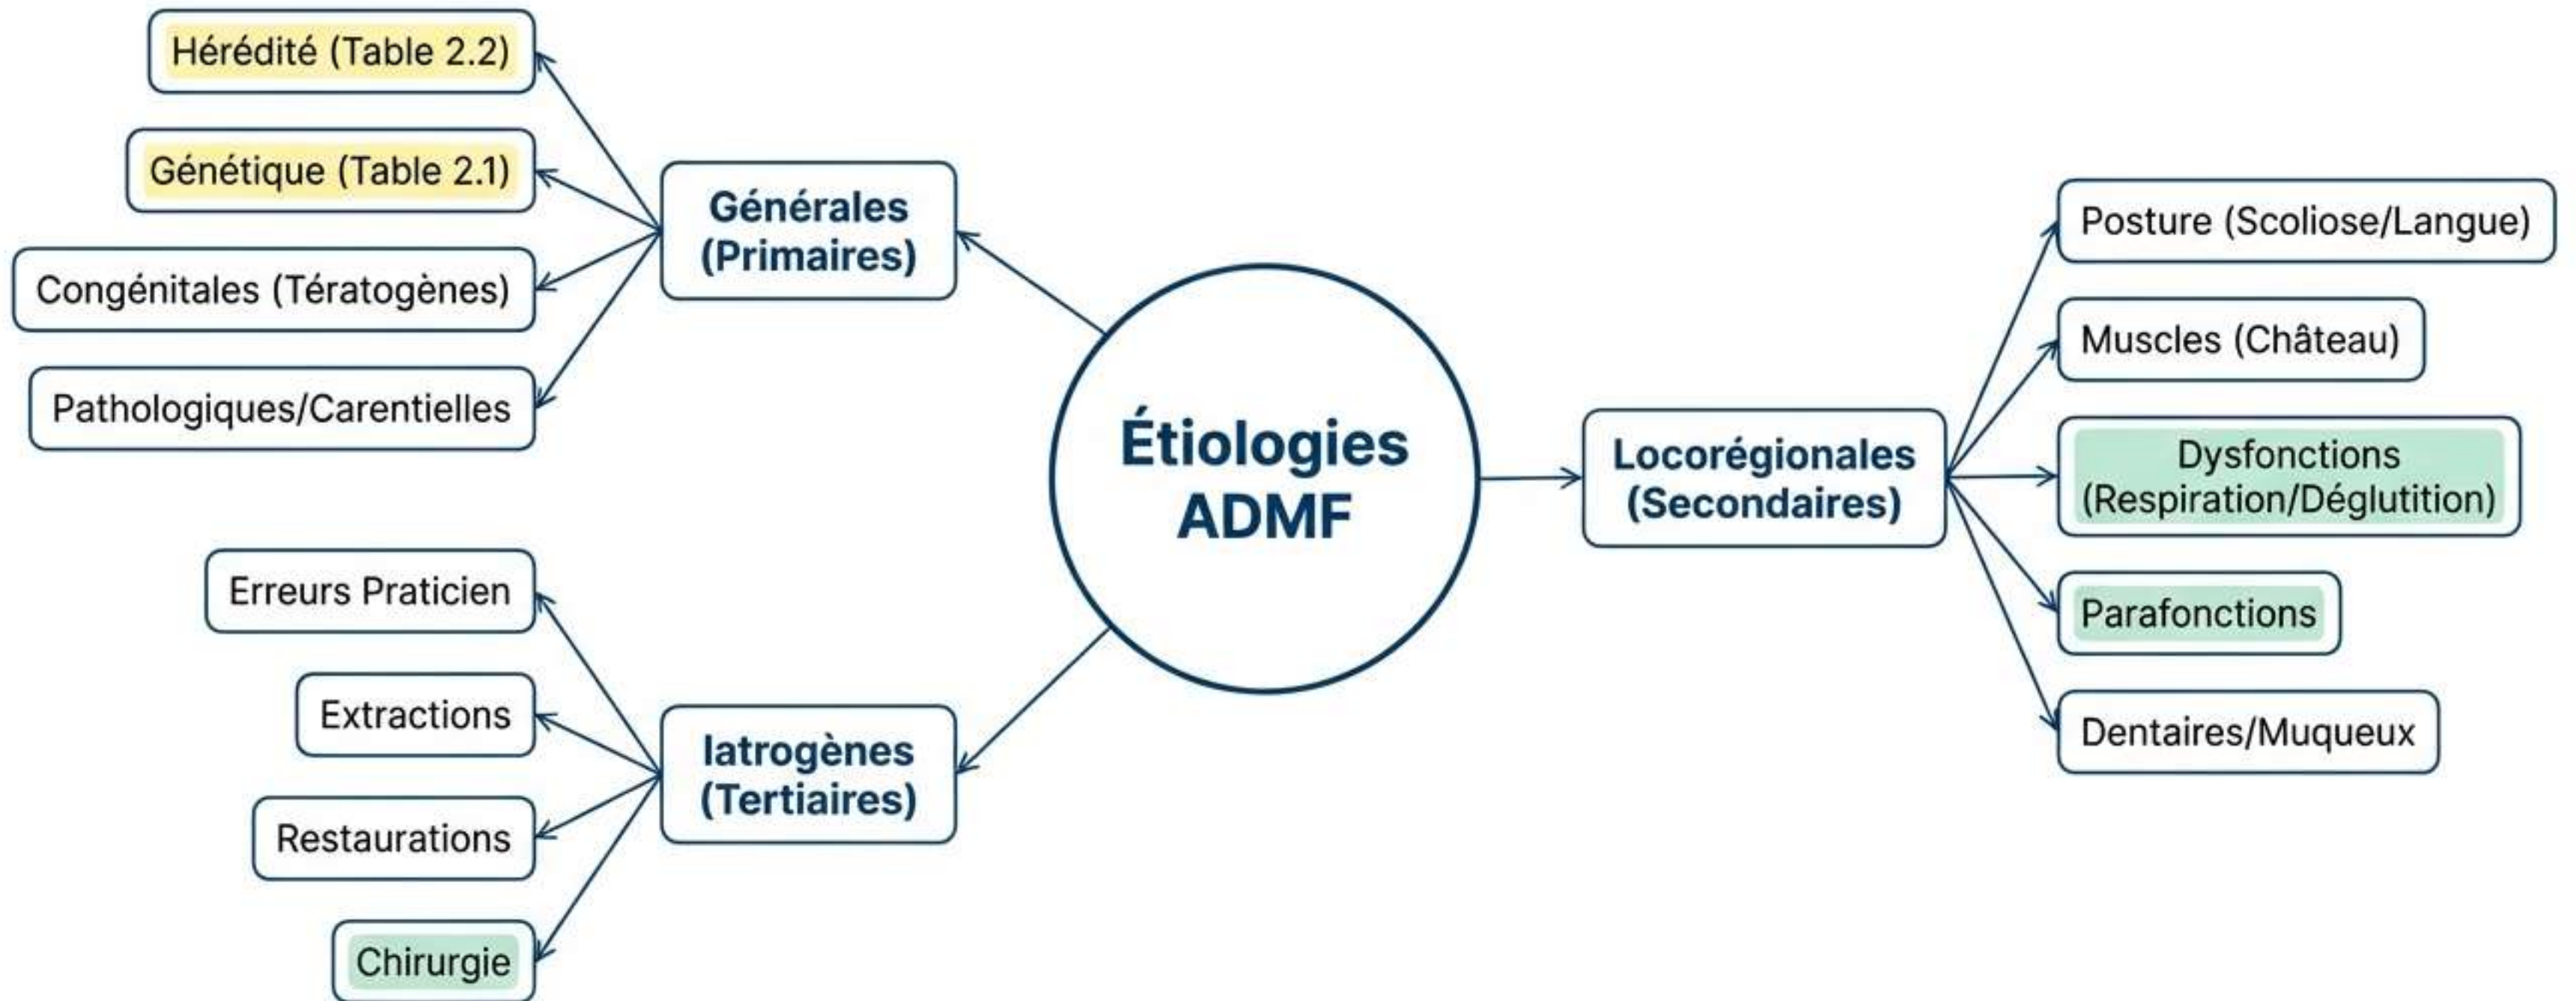 Hérédité (Table 2.2)
Génétique (Table 2.1)
Congénitales (Tératogènes)
Pathologiques/Carentielles
Générales
(Primaires)
Erreurs Praticien
Extractions
Restaurations
Chirurgie
Iatrogènes
(Tertiaires)
Étiologies
ADMF
Locorégionales
(Secondaires)
Posture (Scoliose/Langue)
Muscles (Château)
Dysfonctions
(Respiration/Déglutition)
Parafonctions
Dentaires/Muqueux